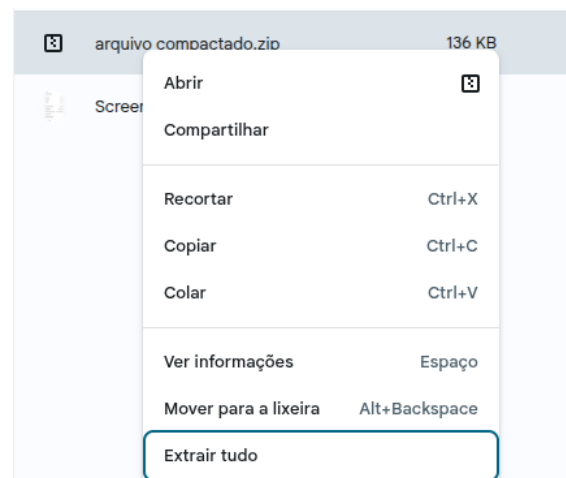 arquivo compactado.zip 136 KB
Screen
Abrir
Compartilhar
Recortar Ctrl+X
Copiar Ctrl+C
Colar Ctrl+V
Ver informações Espaço
Mover para a lixeira Alt+Backspace
Extrair tudo